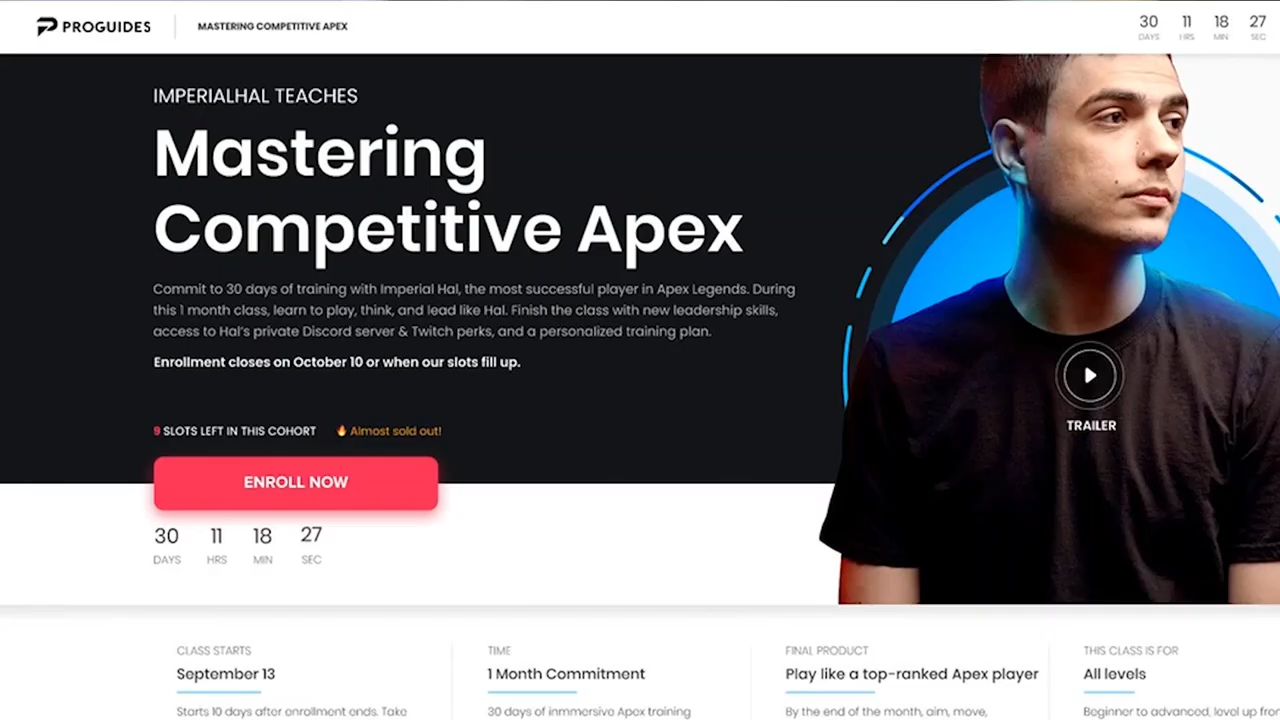 PROGUIDES
MASTERING COMPETITIVE APEX
30 11 18 27
DAYS HRS MIN SEC
IMPERIALHAL TEACHES
Mastering
Competitive Apex
Commit to 30 days of training with Imperial Hal, the most successful player in Apex Legends. During
this 1 month class, learn to play, think, and lead like Hal. Finish the class with new leadership skills,
access to Hal's private Discord server & Twitch perks, and a personalized training plan.
Enrollment closes on October 10 or when our slots fill up.
9 SLOTS LEFT IN THIS COHORT
Almost sold out!
ENROLL NOW
30 11 18 27
DAYS HRS MIN SEC
TRAILER
CLASS STARTS
September 13
Starts 10 days after enrollment ends. Take
TIME
1 Month Commitment
30 days of inmmersive Apex training
FINAL PRODUCT
Play like a top-ranked Apex player
By the end of the month, aim, move,
THIS CLASS IS FOR
All levels
Beginner to advanced, level up from